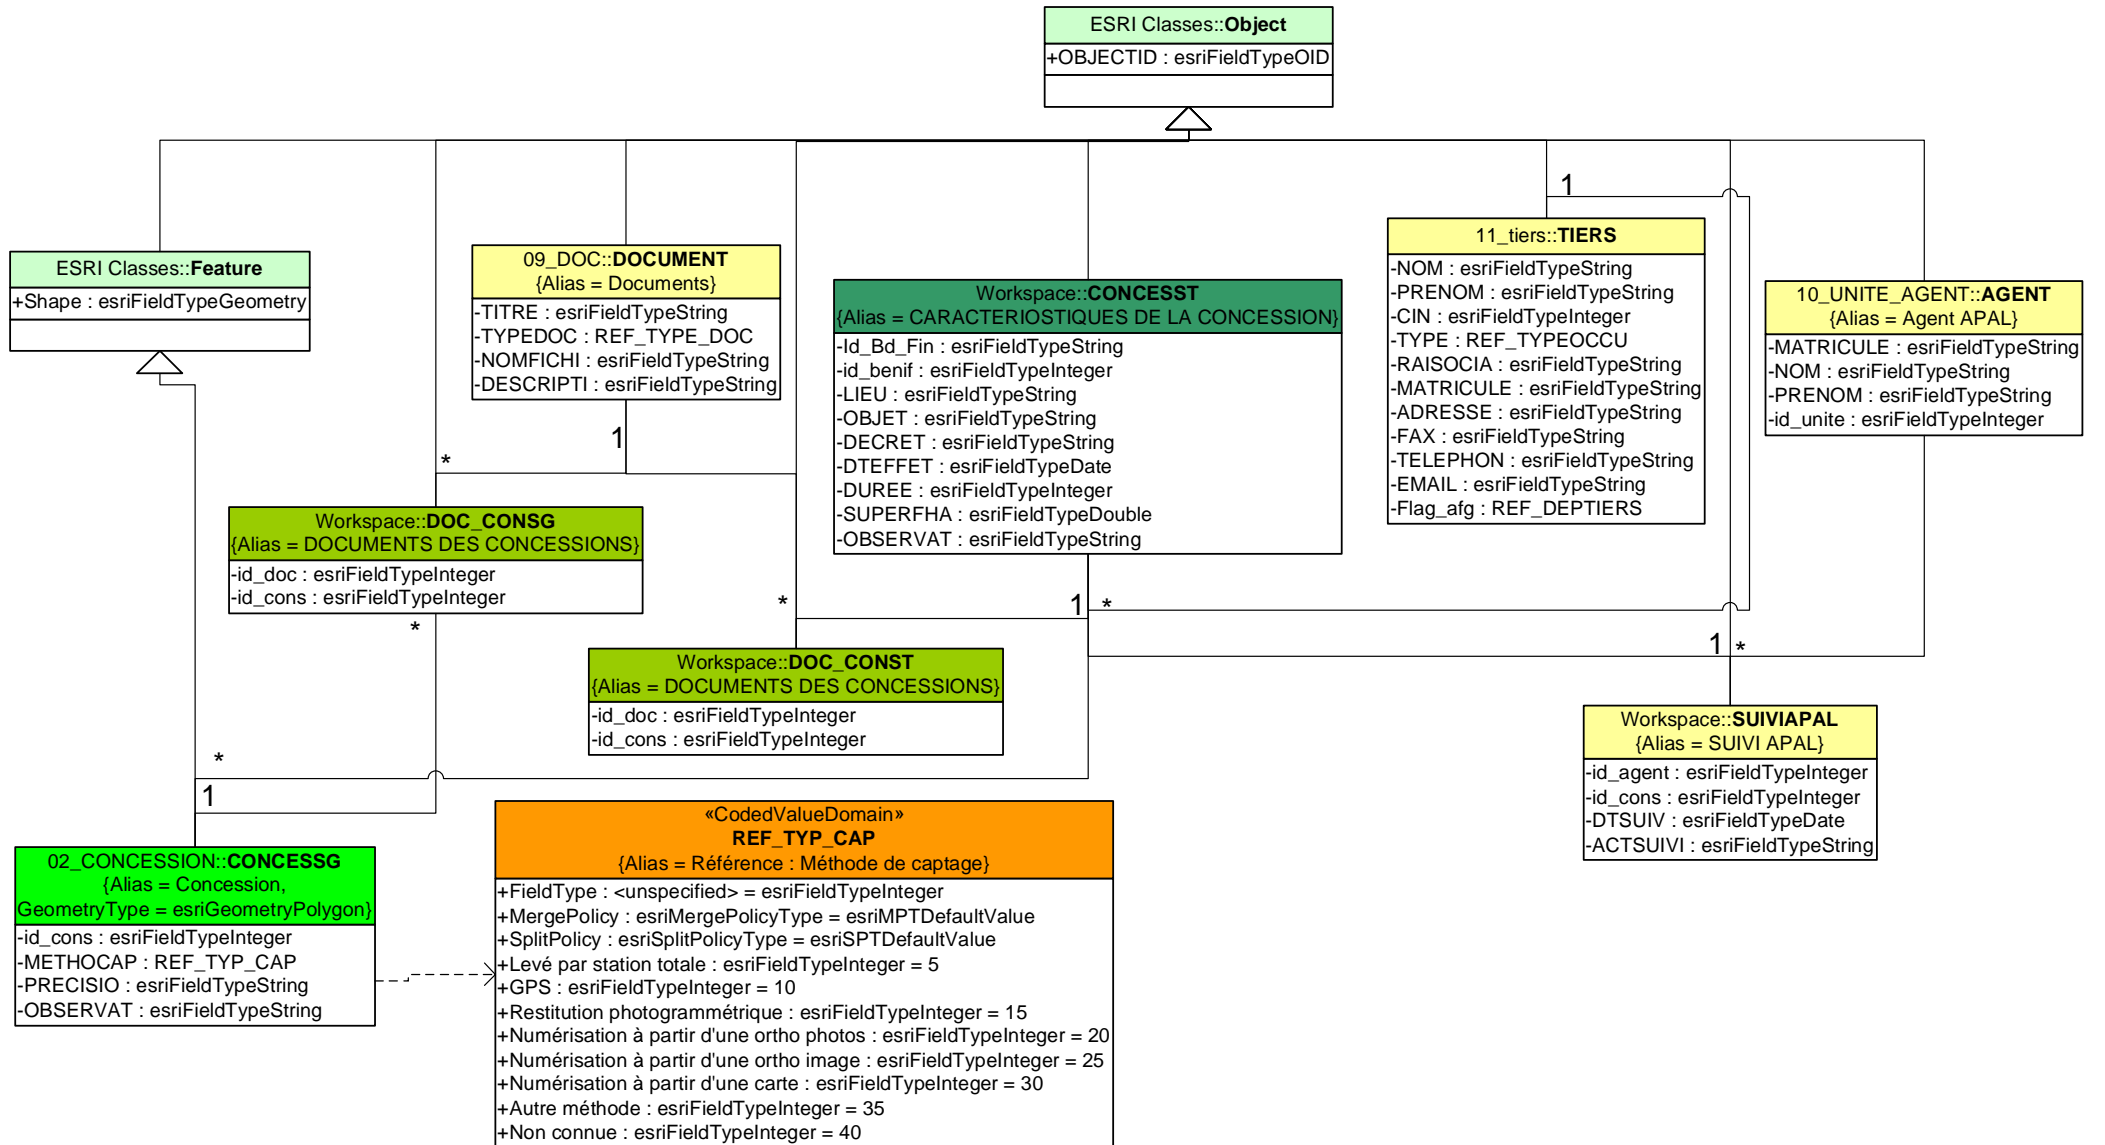 ESRI Classes::Object
+OBJECTID : esriFieldTypeOID
1
ESRI Classes::Feature
+Shape : esriFieldTypeGeometry
09_DOC::DOCUMENT
{Alias = Documents}
-TITRE : esriFieldTypeString
-TYPEDOC : REF_TYPE_DOC
-NOMFICHI : esriFieldTypeString
-DESCRIPTI : esriFieldTypeString
Workspace::CONCESST
{Alias = CARACTERIOSTIQUES DE LA CONCESSION}
-Id_Bd_Fin : esriFieldTypeString
-id_benif : esriFieldTypeInteger
-LIEU : esriFieldTypeString
-OBJET : esriFieldTypeString
-DECRET : esriFieldTypeString
-DTEFFET : esriFieldTypeDate
-DUREE : esriFieldTypeInteger
-SUPERFHA : esriFieldTypeDouble
-OBSERVAT : esriFieldTypeString
11_tiers::TIERS
-NOM : esriFieldTypeString
-PRENOM : esriFieldTypeString
-CIN : esriFieldTypeInteger
-TYPE : REF_TYPEOCCU
-RAISOCIA : esriFieldTypeString
-MATRICULE : esriFieldTypeString
-ADRESSE : esriFieldTypeString
-FAX : esriFieldTypeString
-TELEPHON : esriFieldTypeString
-EMAIL : esriFieldTypeString
-Flag_afg : REF_DEPTIERS
10_UNITE_AGENT::AGENT
{Alias = Agent APAL}
-MATRICULE : esriFieldTypeString
-NOM : esriFieldTypeString
-PRENOM : esriFieldTypeString
-id_unite : esriFieldTypeInteger
1
*
Workspace::DOC_CONSG
{Alias = DOCUMENTS DES CONCESSIONS}
-id_doc : esriFieldTypeInteger
-id_cons : esriFieldTypeInteger
*
*
1 *
1 *
Workspace::DOC_CONST
{Alias = DOCUMENTS DES CONCESSIONS}
-id_doc : esriFieldTypeInteger
-id_cons : esriFieldTypeInteger
Workspace::SUIVIAPAL
{Alias = SUIVI APAL}
-id_agent : esriFieldTypeInteger
-id_cons : esriFieldTypeInteger
-DTSUIV : esriFieldTypeDate
-ACTSUIVI : esriFieldTypeString
*
1
02_CONCESSION::CONCESSG
{Alias = Concession,
GeometryType = esriGeometryPolygon}
-id_cons : esriFieldTypeInteger
-METHOCAP : REF_TYP_CAP
-PRECISIO : esriFieldTypeString
-OBSERVAT : esriFieldTypeString
«CodedValueDomain»
REF_TYP_CAP
{Alias = Référence : Méthode de captage}
+FieldType : <unspecified> = esriFieldTypeInteger
+MergePolicy : esriMergePolicyType = esriMPTDefaultValue
+SplitPolicy : esriSplitPolicyType = esriSPTDefaultValue
+Levé par station totale : esriFieldTypeInteger = 5
+GPS : esriFieldTypeInteger = 10
+Restitution photogrammétrique : esriFieldTypeInteger = 15
+Numérisation à partir d'une ortho photos : esriFieldTypeInteger = 20
+Numérisation à partir d'une ortho image : esriFieldTypeInteger = 25
+Numérisation à partir d'une carte : esriFieldTypeInteger = 30
+Autre méthode : esriFieldTypeInteger = 35
+Non connue : esriFieldTypeInteger = 40